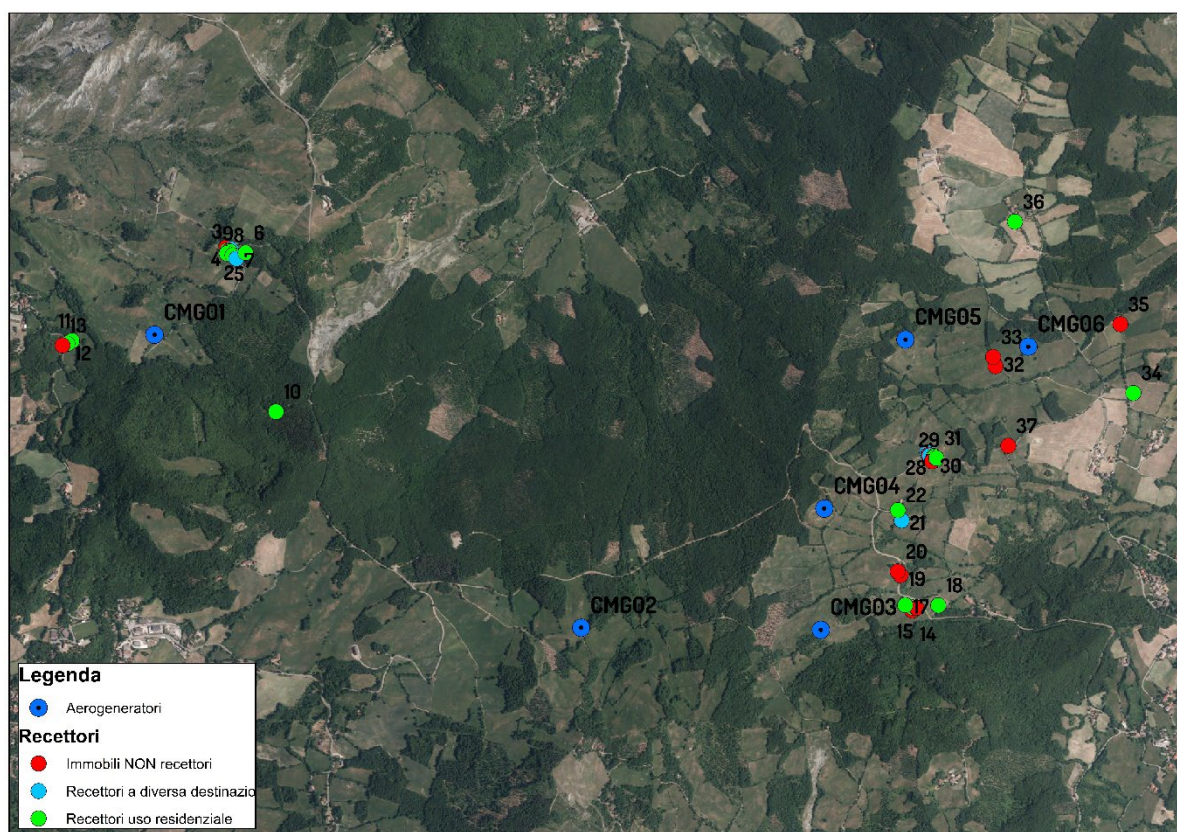 36
398 6
4 7
25
CMG01
CMG05
CMG06
35
33
11 13
12
32
34
10
37
29 31
28 30
CMG04
22
21
20
19
18
CMG02
CMG03 17
15 14
Legenda
Aerogeneratori
Recettori
Immobili NON recettori
Recettori a diversa destinazio
Recettori uso residenziale